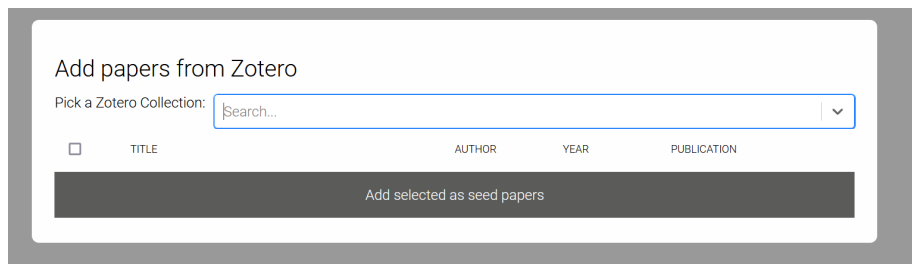 Add papers from Zotero
Pick a Zotero Collection: Search...
TITLE AUTHOR YEAR PUBLICATION
Add selected as seed papers